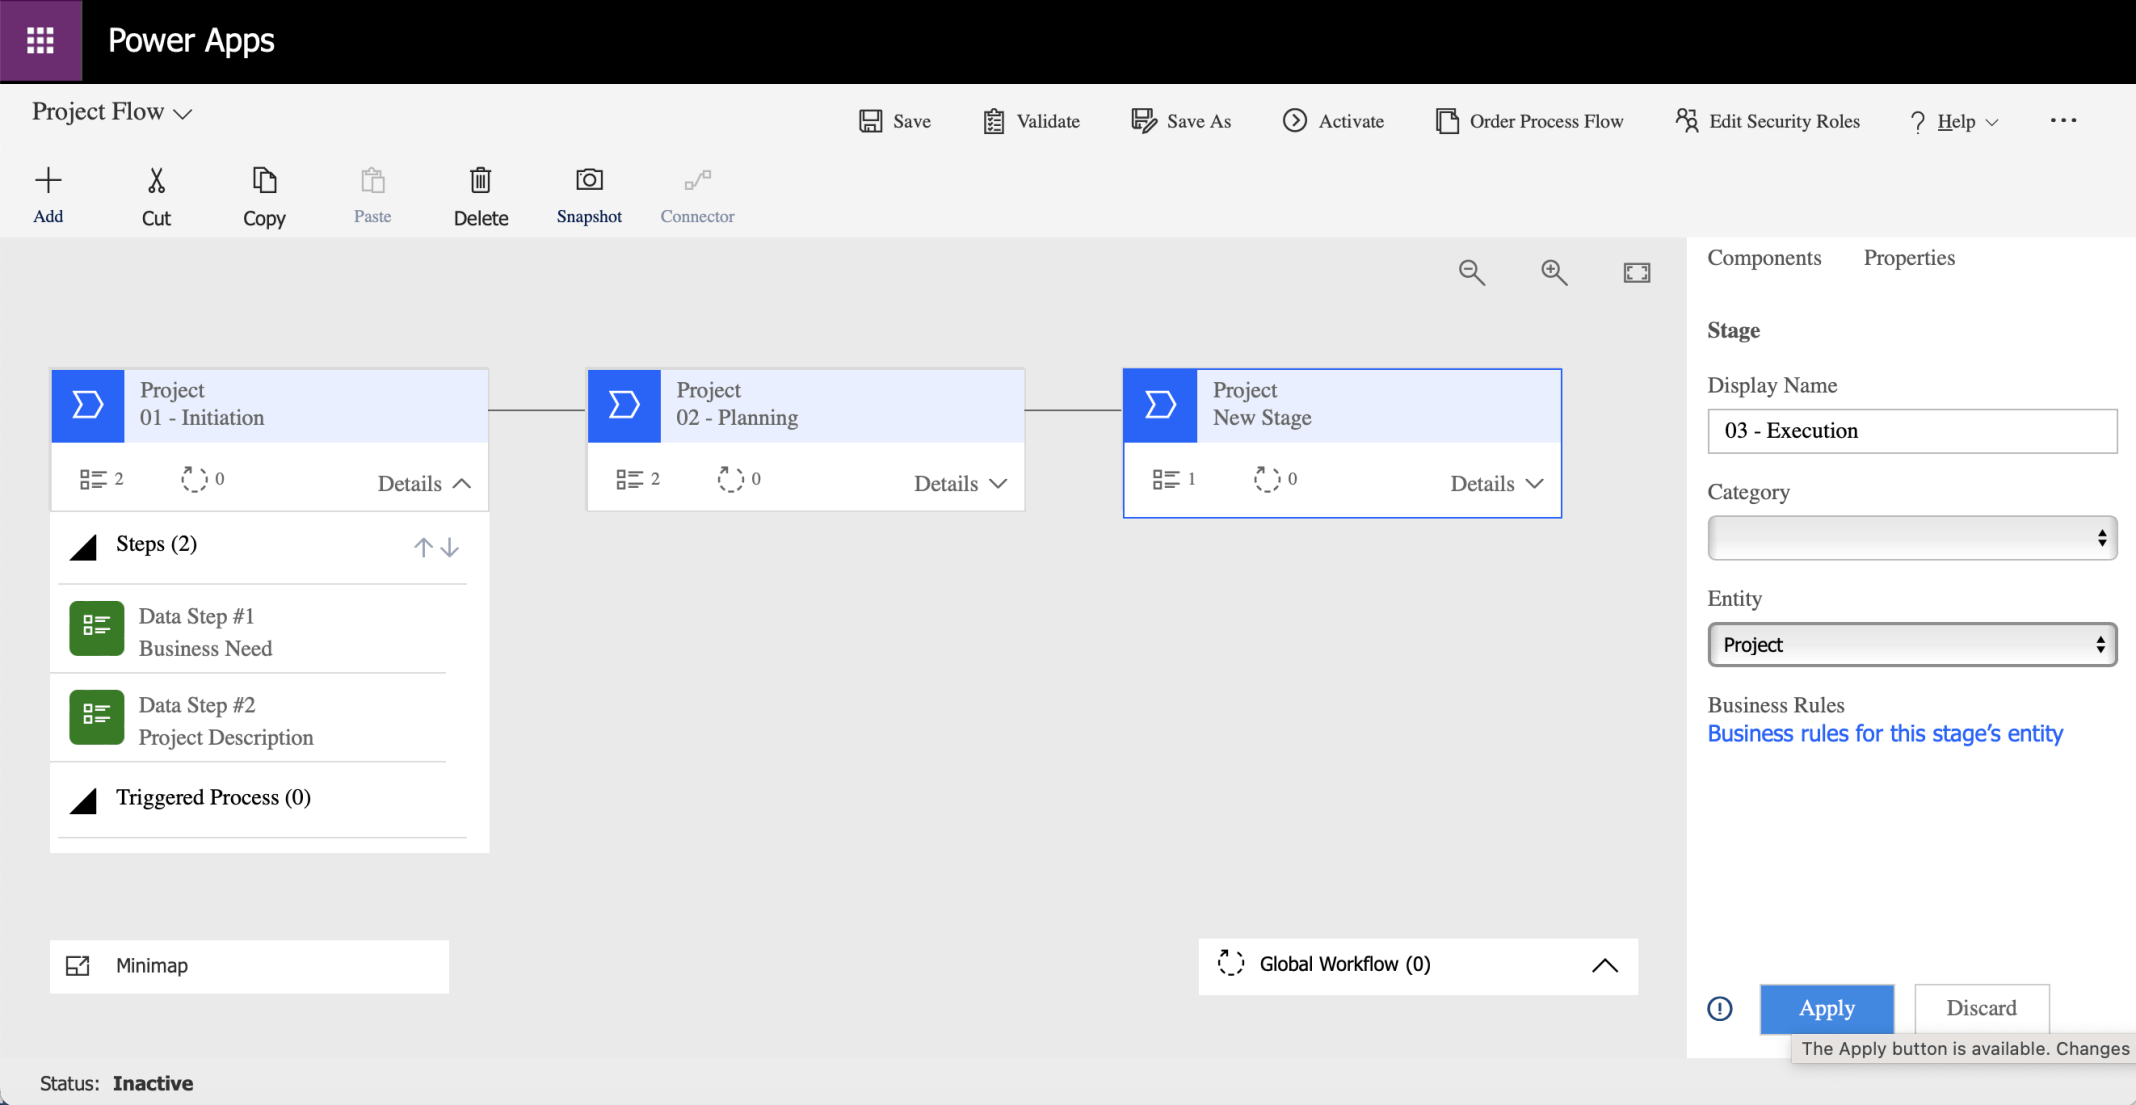 Power Apps
Project Flow
Save
Validate
Save As
Activate
Order Process Flow
Edit Security Roles
? Help
...
Add
Cut
Copy
Paste
Delete
Snapshot
Connector
Components
Properties
Project
01 - Initiation
2
0
Details
Steps (2)
Data Step #1
Business Need
Data Step #2
Project Description
Triggered Process (0)
Project
02 - Planning
2
0
Details
Project
New Stage
1
0
Details
Stage
Display Name
03 - Execution
Category
Entity
Project
Business Rules
Business rules for this stage's entity
Minimap
Global Workflow (0)
Apply
Discard
The Apply button is available. Changes
Status: Inactive